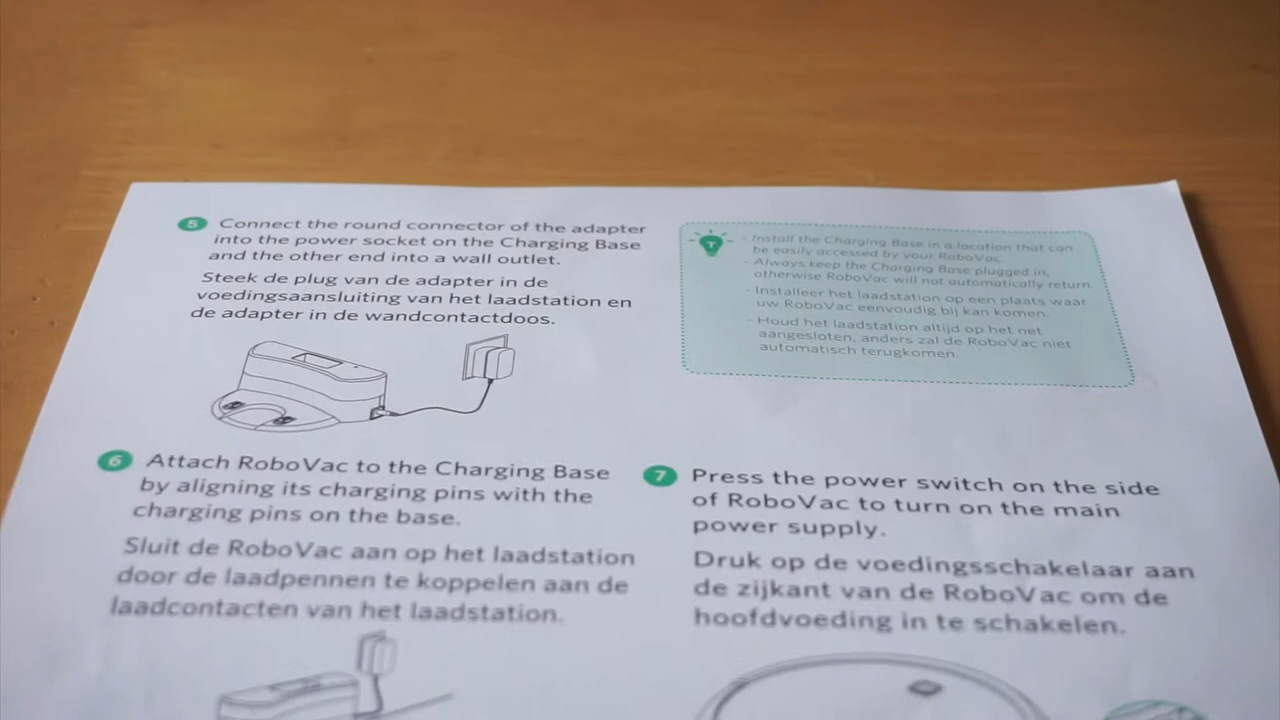 5 Connect the round connector of the adapter
into the power socket on the Charging Base
and the other end into a wall outlet.
Steek de plug van de adapter in de
voedingsaansluiting van het laadstation en
de adapter in de wandcontactdoos.
T
- Install the Charging Base in a location that can
be easily accessed by your RoboVac.
- Always keep the Charging Base plugged in,
otherwise RoboVac will not automatically return.
- Installeer het laadstation op een plaats waar
uw RoboVac eenvoudig bij kan komen.
- Houd het laadstation altijd op het net
aangesloten, anders zal de RoboVac niet
automatisch terugkomen.
6 Attach RoboVac to the Charging Base
by aligning its charging pins with the
charging pins on the base.
Sluit de RoboVac aan op het laadstation
door de laadpennen te koppelen aan de
laadcontacten van het laadstation.
7 Press the power switch on the side
of RoboVac to turn on the main
power supply.
Druk op de voedingsschakelaar aan
de zijkant van de RoboVac om de
hoofdvoeding in te schakelen.